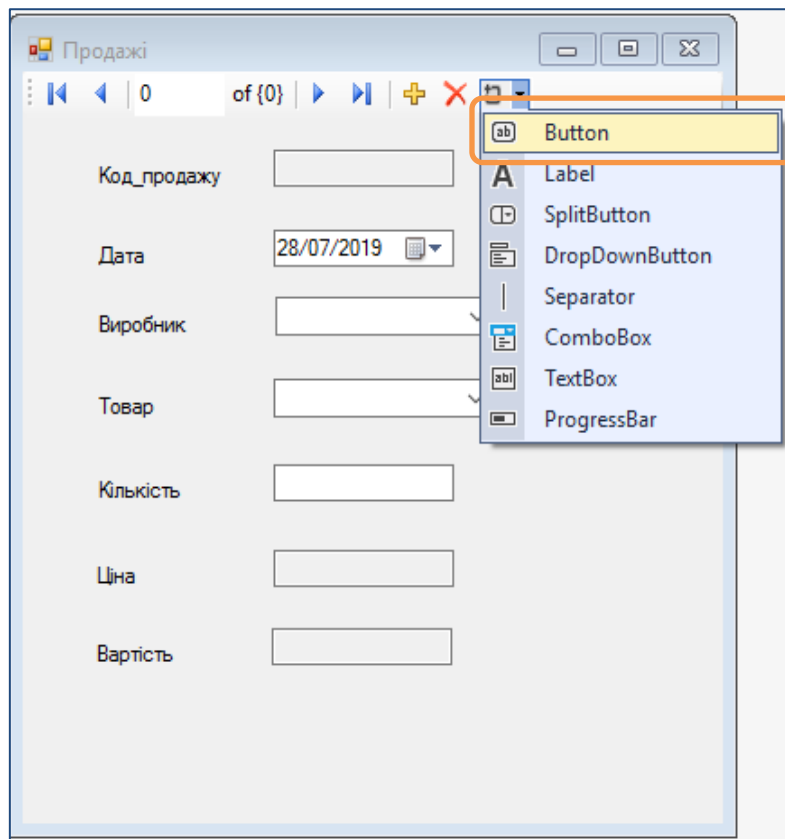 Продажі
0 of {0}
Button
Код_продажу
Label
SplitButton
Дата 28/07/2019
DropDownButton
Separator
Виробник
ComboBox
TextBox
Товар
ProgressBar
Кількість
Ціна
Вартість